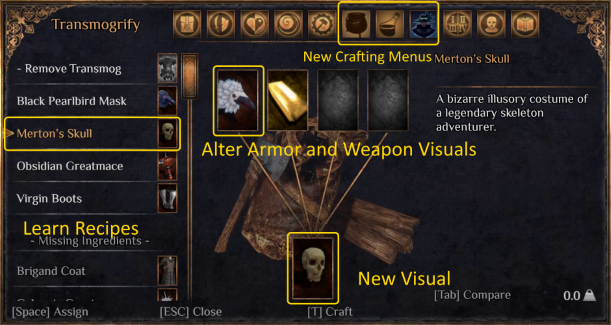 Transmogrify
New Crafting Menus
- Remove Transmog
Merton's Skull
Black Pearlbird Mask
A bizarre illusory costume of
a legendary skeleton
adventurer.
Merton's Skull
Alter Armor and Weapon Visuals
Obsidian Greatmace
Virgin Boots
Learn Recipes
- Missing Ingredients -
Brigand Coat
New Visual
[Tab] Compare
0.0
[Space] Assign
[ESC] Close
[T] Craft